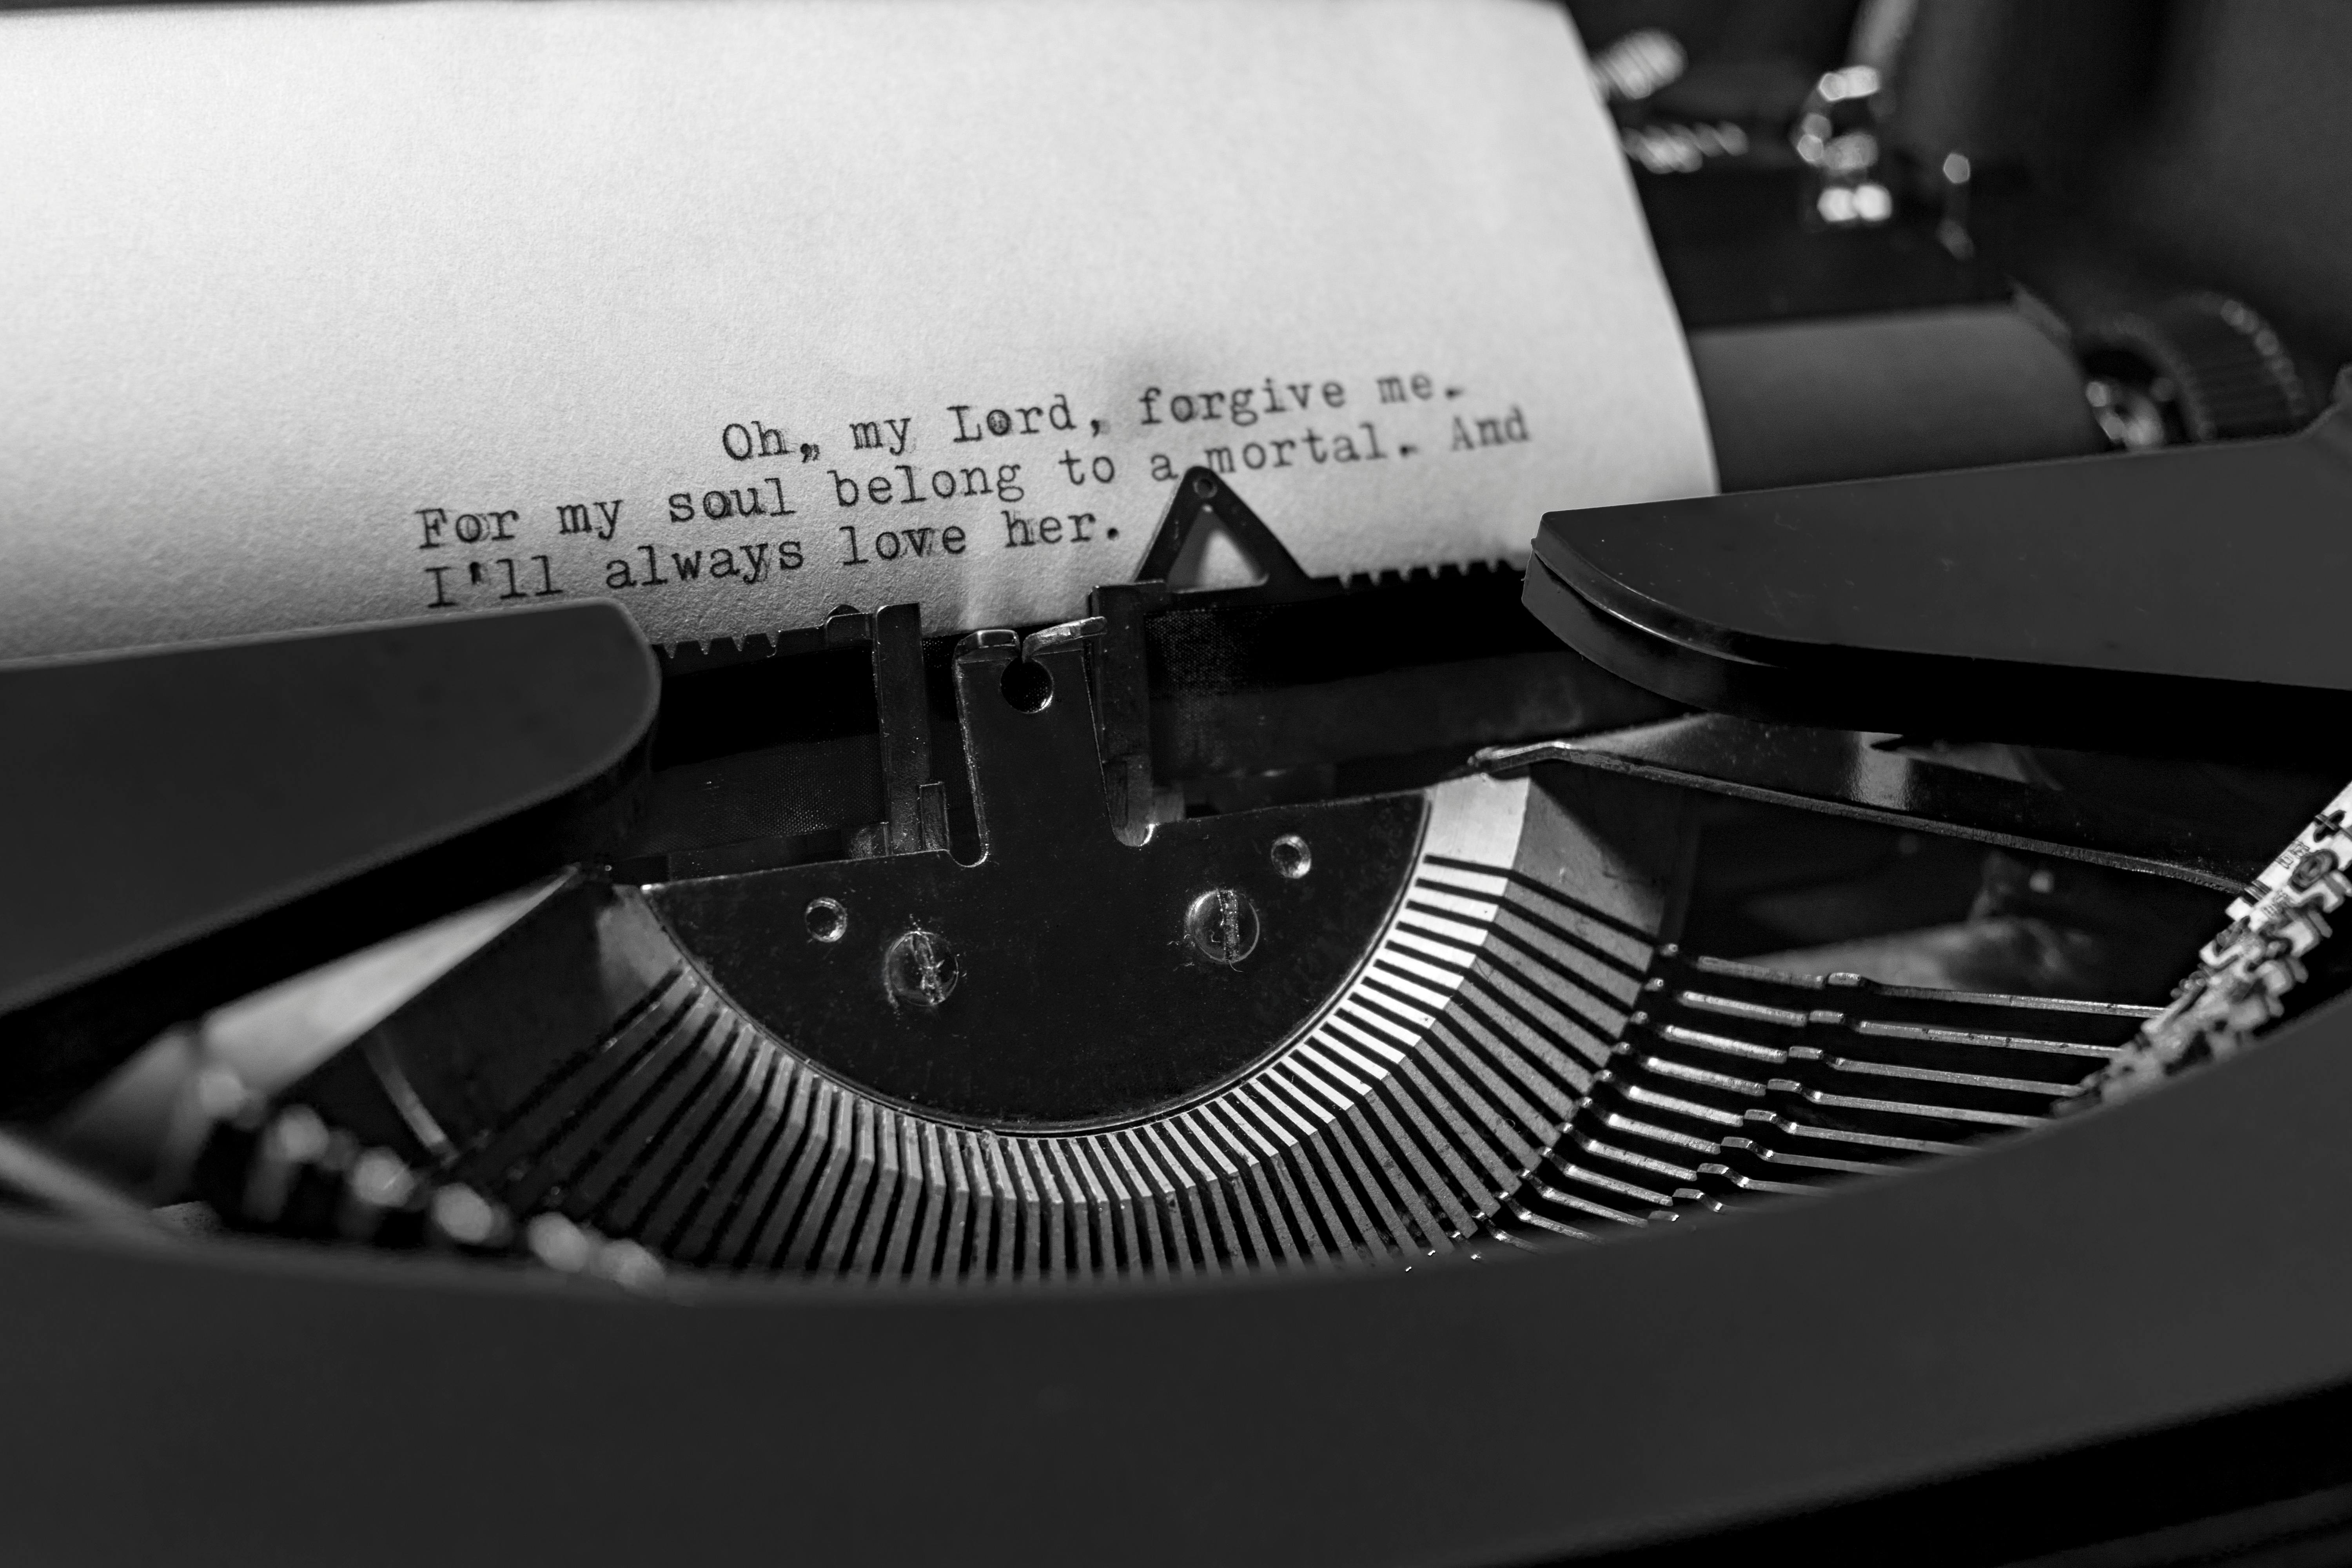 Oh, my Lord, forgive me.
For my soul belong to a mortal. And
I'll always love her.